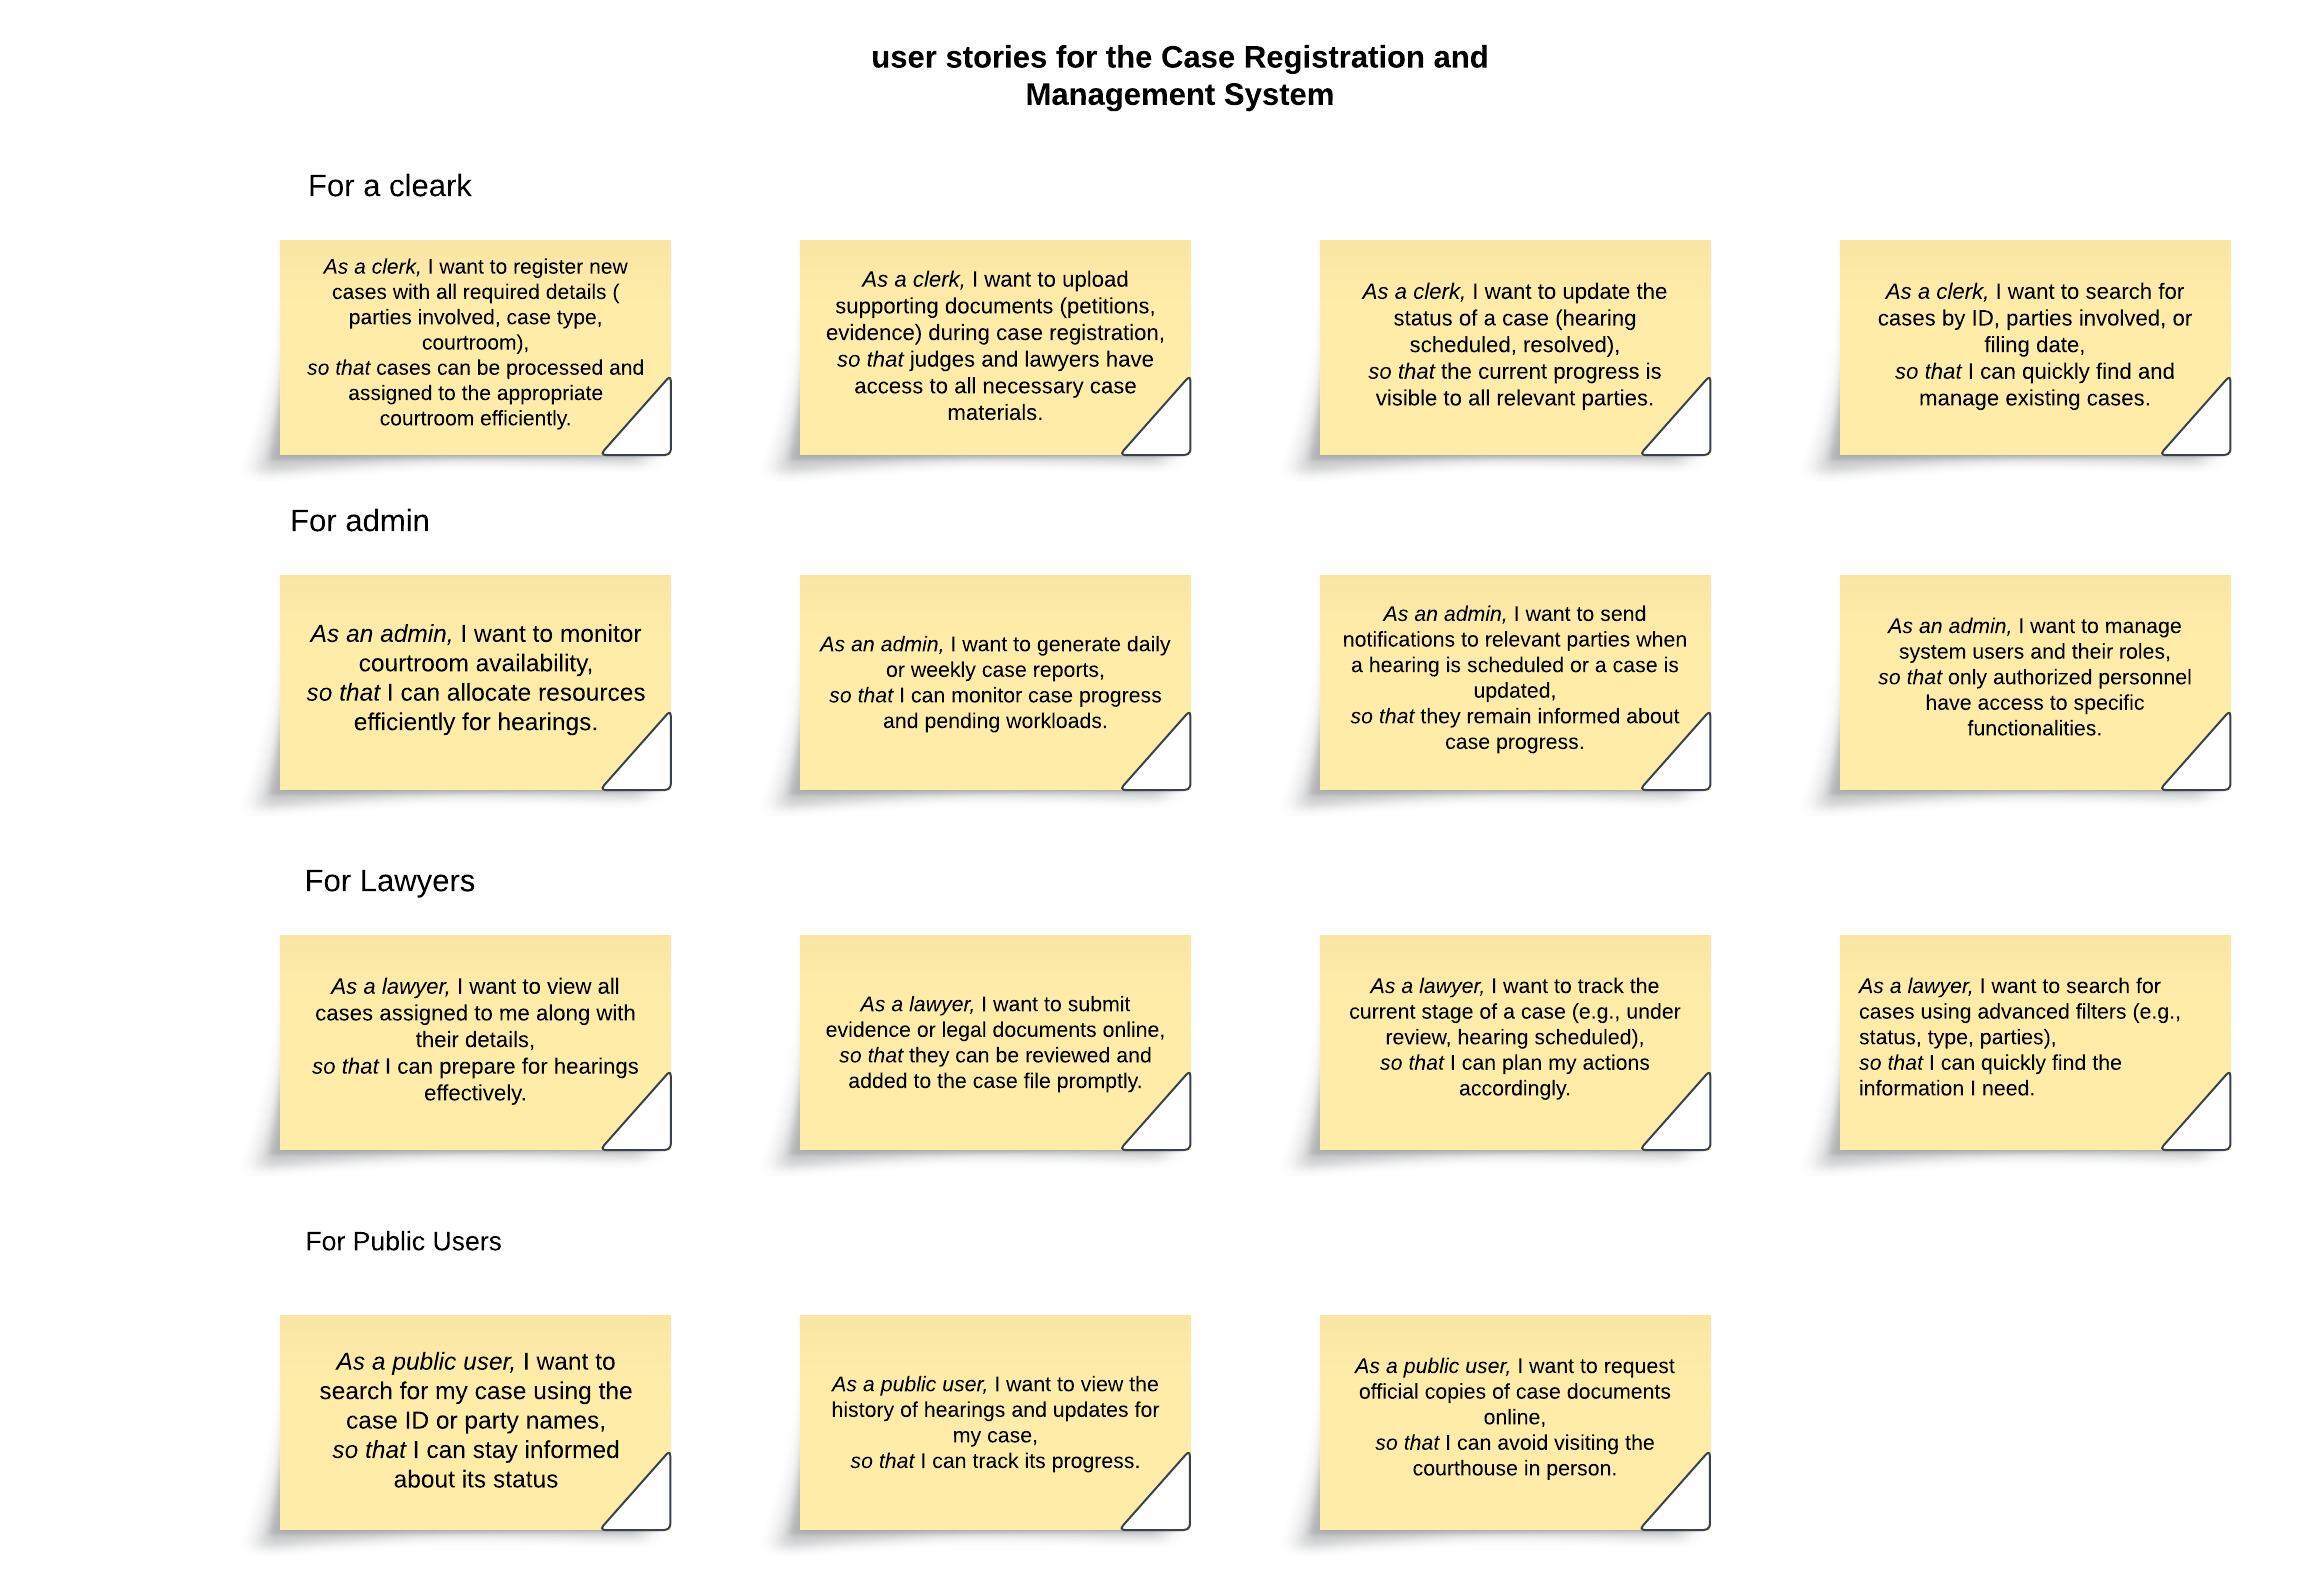 user stories for the Case Registration and
Management System
For a cleark
As a clerk, I want to register new
cases with all required details (
parties involved, case type,
courtroom),
so that cases can be processed and
assigned to the appropriate
courtroom efficiently.
As a clerk, I want to upload
supporting documents (petitions,
evidence) during case registration,
so that judges and lawyers have
access to all necessary case
materials.
As a clerk, I want to update the
status of a case (hearing
scheduled, resolved),
so that the current progress is
visible to all relevant parties.
As a clerk, I want to search for
cases by ID, parties involved, or
filing date,
so that I can quickly find and
manage existing cases.
For admin
As an admin, I want to monitor
courtroom availability,
so that I can allocate resources
efficiently for hearings.
As an admin, I want to generate daily
or weekly case reports,
so that I can monitor case progress
and pending workloads.
As an admin, I want to send
notifications to relevant parties when
a hearing is scheduled or a case is
updated,
so that they remain informed about
case progress.
As an admin, I want to manage
system users and their roles,
so that only authorized personnel
have access to specific
functionalities.
For Lawyers
As a lawyer, I want to view all
cases assigned to me along with
their details,
so that I can prepare for hearings
effectively.
As a lawyer, I want to submit
evidence or legal documents online,
so that they can be reviewed and
added to the case file promptly.
As a lawyer, I want to track the
current stage of a case (e.g., under
review, hearing scheduled),
so that I can plan my actions
accordingly.
As a lawyer, I want to search for
cases using advanced filters (e.g.,
status, type, parties),
so that I can quickly find the
information I need.
For Public Users
As a public user, I want to
search for my case using the
case ID or party names,
so that I can stay informed
about its status
As a public user, I want to view the
history of hearings and updates for
my case,
so that I can track its progress.
As a public user, I want to request
official copies of case documents
online,
so that I can avoid visiting the
courthouse in person.